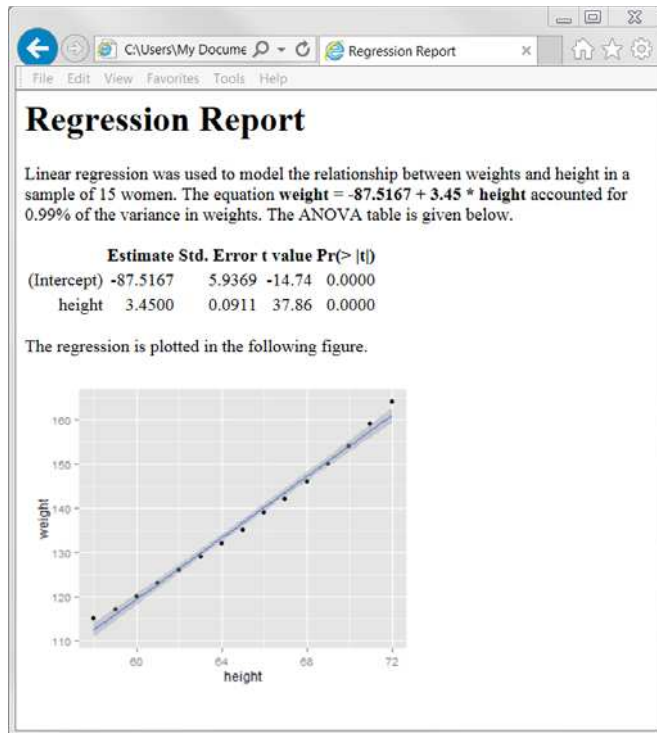 C:\Users\My Docume
Regression Report
File Edit View Favorites Tools Help
Regression Report
Linear regression was used to model the relationship between weights and height in a
sample of 15 women. The equation weight = -87.5167 + 3.45 * height accounted for
0.99% of the variance in weights. The ANOVA table is given below.
Estimate Std. Error t value Pr(> |t|)
(Intercept) -87.5167 5.9369 -14.74 0.0000
height 3.4500 0.0911 37.86 0.0000
The regression is plotted in the following figure.
160
150
140
130
120
110
weight
60 64 68 72
height